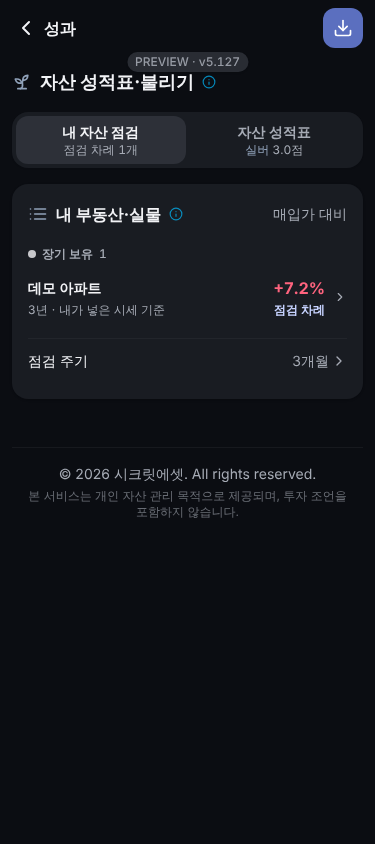 성과
PREVIEW · v5.127
자산 성적표·불리기
내 자산 점검
점검 차례 1개
자산 성적표
실버 3.0점
내 부동산·실물
매입가 대비
장기 보유 1
데모 아파트
+7.2%
3년 · 내가 넣은 시세 기준
점검 차례
점검 주기
3개월
© 2026 시크릿에셋. All rights reserved.
본 서비스는 개인 자산 관리 목적으로 제공되며, 투자 조언을
포함하지 않습니다.